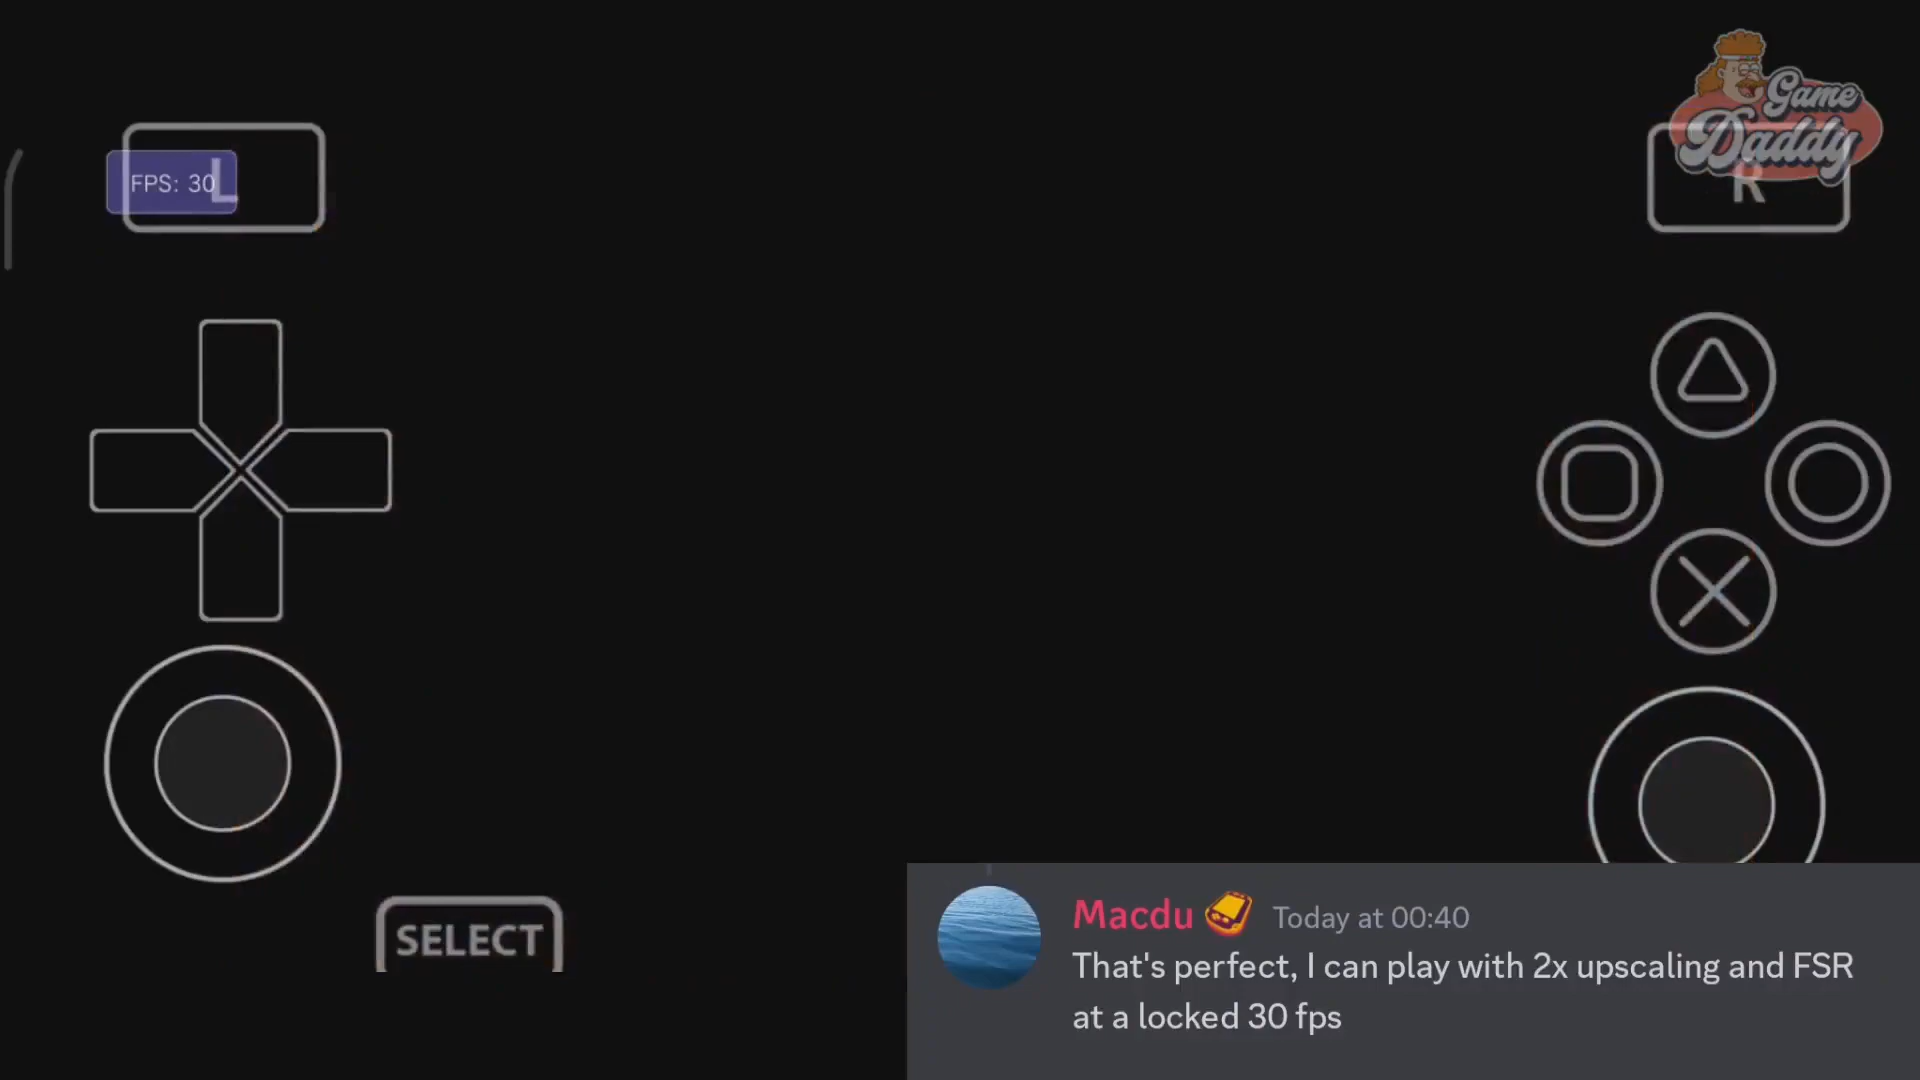 Game
Daddy
FPS: 30
L
R
SELECT
Macdu Today at 00:40
That's perfect, I can play with 2x upscaling and FSR
at a locked 30 fps